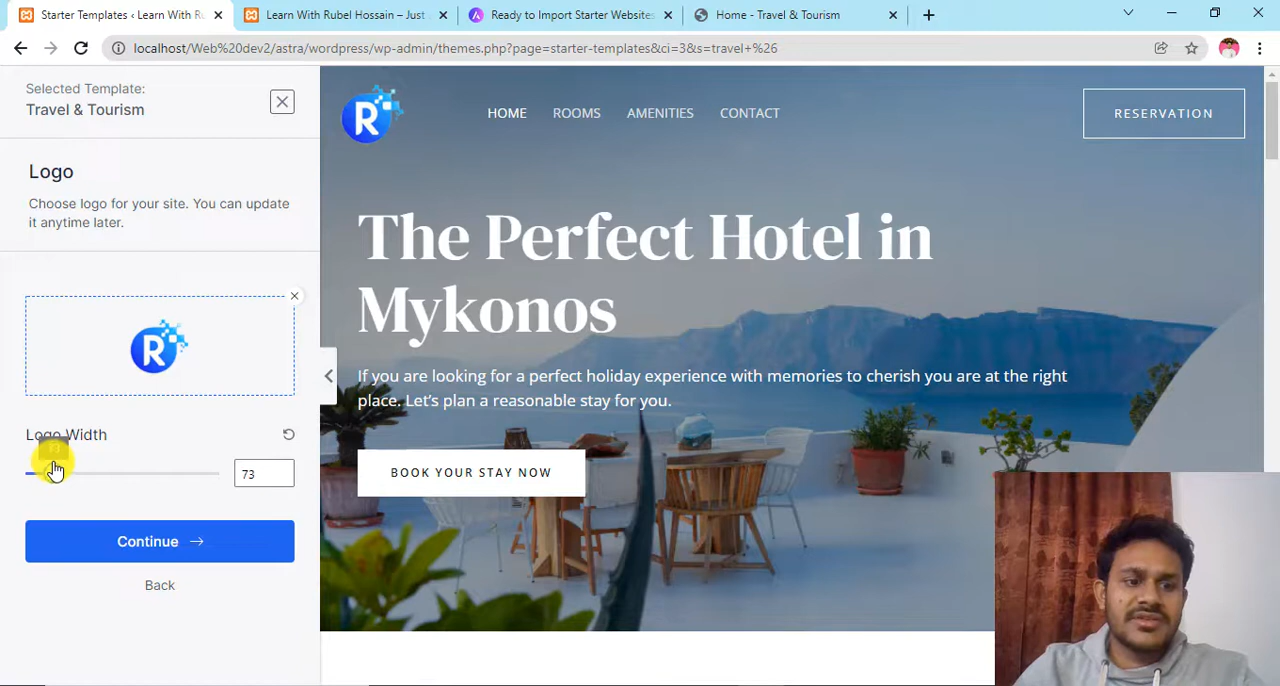 Starter Templates ‹ Learn With Ru
Learn With Rubel Hossain – Just
Ready to Import Starter Websites
Home - Travel & Tourism
localhost/Web%20dev2/astra/wordpress/wp-admin/themes.php?page=starter-templates&ci=3&s=travel+%26
Selected Template:
Travel & Tourism
Logo
Choose logo for your site. You can update
it anytime later.
R
Logo Width
73
73
Continue
Back
R
HOME
ROOMS
AMENITIES
CONTACT
RESERVATION
The Perfect Hotel in
Mykonos
If you are looking for a perfect holiday experience with memories to cherish you are at the right
place. Let's plan a reasonable stay for you.
BOOK YOUR STAY NOW